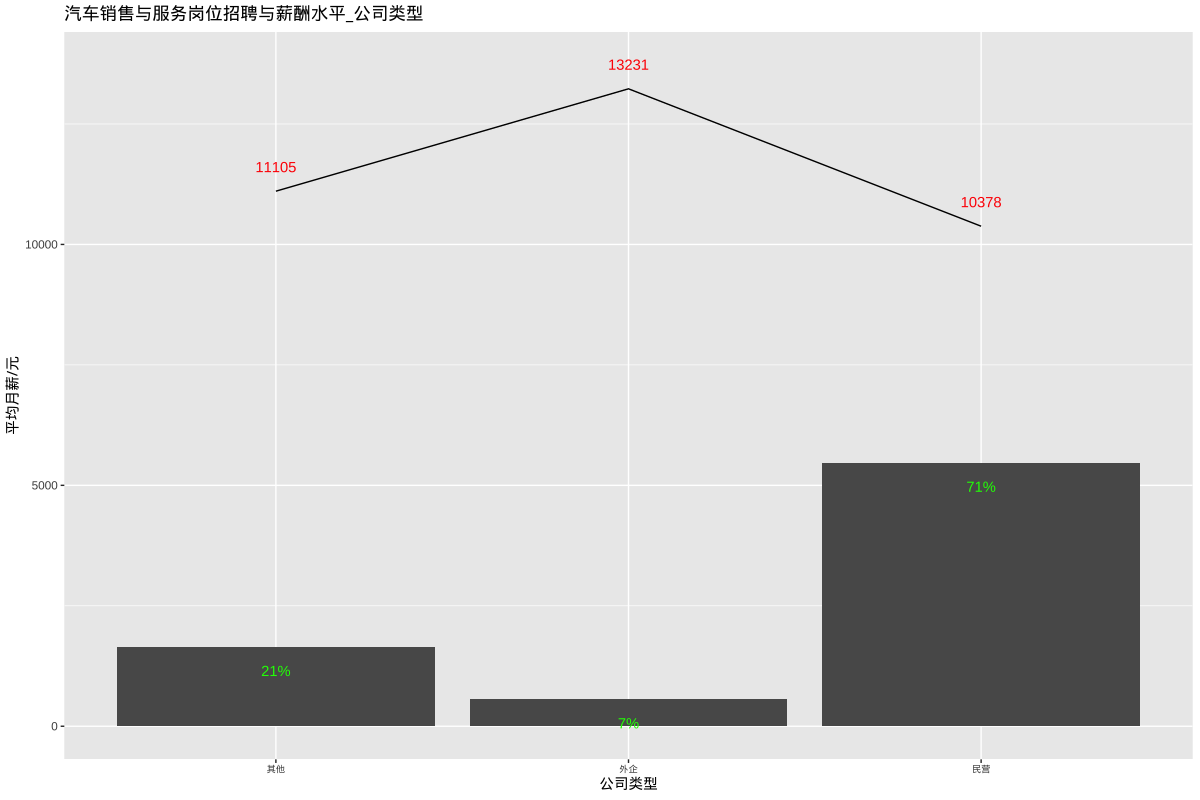 汽车销售与服务岗位招聘与薪酬水平_公司类型
13231
11105
10378
10000
平均月薪/元
5000
71%
21%
7%
0
其他 外企 民营
公司类型